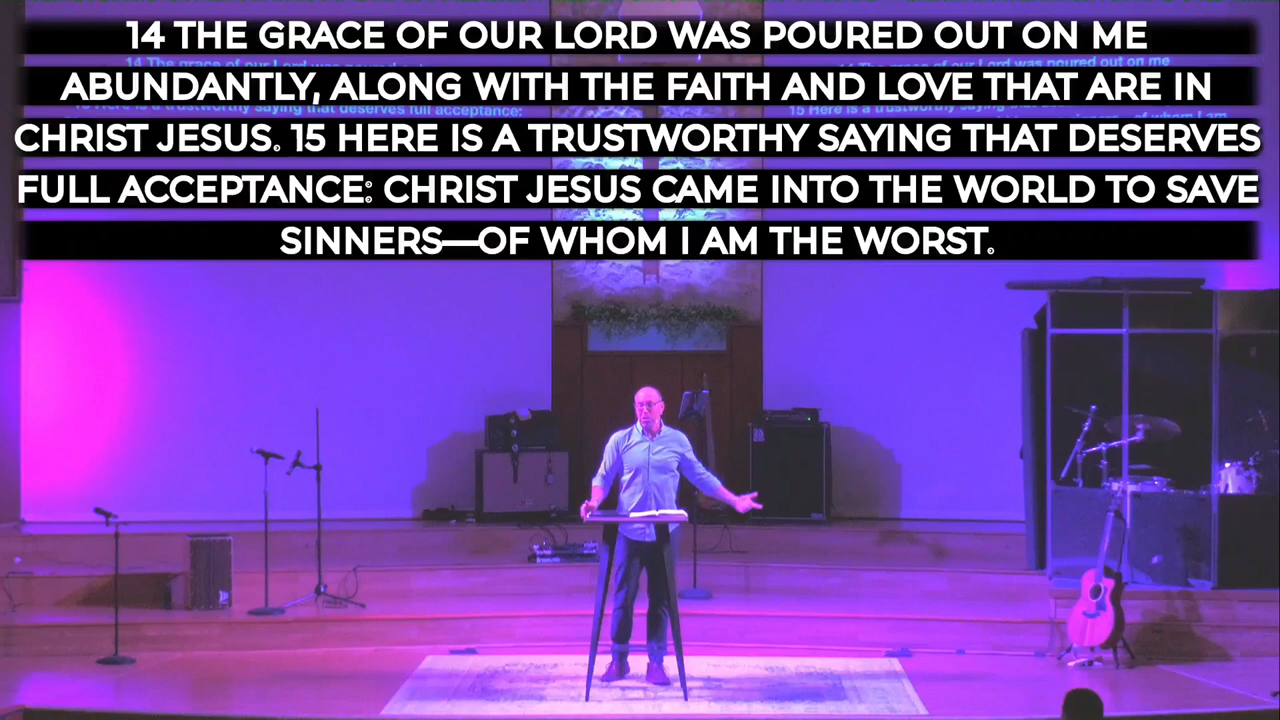 14 THE GRACE OF OUR LORD WAS POURED OUT ON ME
ABUNDANTLY, ALONG WITH THE FAITH AND LOVE THAT ARE IN
CHRIST JESUS. 15 HERE IS A TRUSTWORTHY SAYING THAT DESERVES
FULL ACCEPTANCE: CHRIST JESUS CAME INTO THE WORLD TO SAVE
SINNERS—OF WHOM I AM THE WORST.